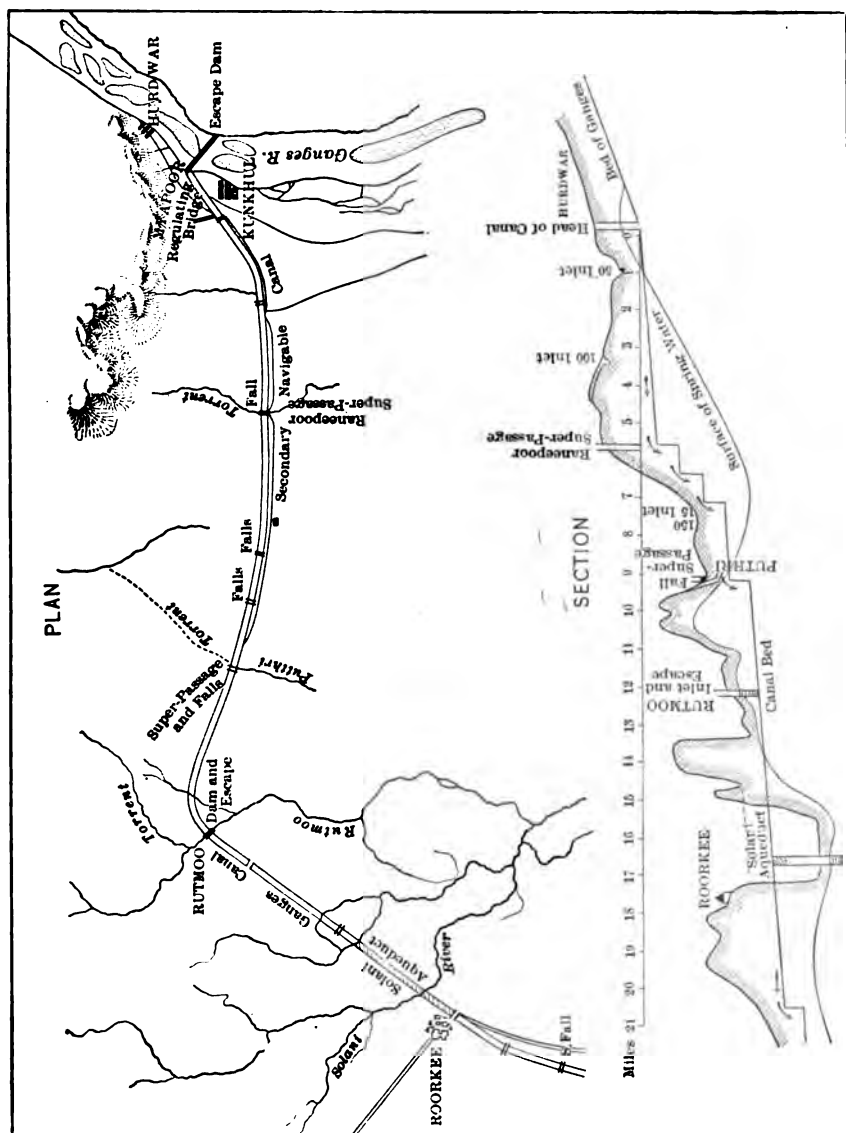 PLAN
HURDWAR
Escape Dam
Ganges R.
MYAPOOR
Regulating
Bridge
KUNKHUL
Canal
Torrent
Fall
Navigable
Raneepoor
Super-Passage
Secondary
Falls
Falls
Torrent
Puthri
Super-Passage
and Falls
Torrent
Dam and
Escape
RUTMOO
Rutmoo
Canal
Ganges
Solani
Aqueduct
River
Solani
ROORKEE
S. Fall
SECTION
Bed of Ganges
HURDWAR
Head of Canal
50 Inlet
100 Inlet
Surface of Spring Water
Raneepoor
Super-Passage
15 Inlet
150
Fall
Super-
Passage
PUTHRI
RUTMOO
Inlet and
Escape
Canal Bed
Solani
Aqueduct
ROORKEE
Miles 21 20 19 18 17 16 15 14 13 12 11 10 9 8 7 5 4 3 2 0